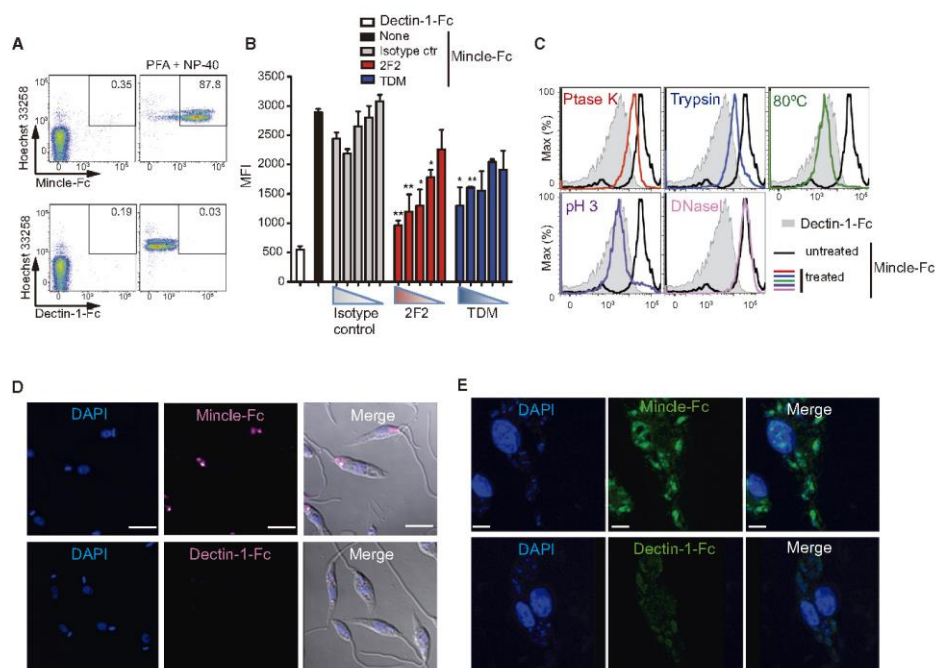 A
PFA + NP-40
0.35
87.8
Hoechst 33258
Mincle-Fc
0.19
0.03
Hoechst 33258
Dectin-1-Fc
B
Dectin-1-Fc
None
Isotype ctr
2F2
TDM
Mincle-Fc
MFI
3500
3000
2500
2000
1500
1000
500
0
** ** * *
* **
Isotype control
2F2
TDM
C
Max (%)
100
0
Ptase K
Trypsin
80ºC
Max (%)
100
0
pH 3
DNaseI
Dectin-1-Fc
untreated
treated
Mincle-Fc
D
DAPI
Mincle-Fc
Merge
DAPI
Dectin-1-Fc
Merge
E
DAPI
Mincle-Fc
Merge
DAPI
Dectin-1-Fc
Merge